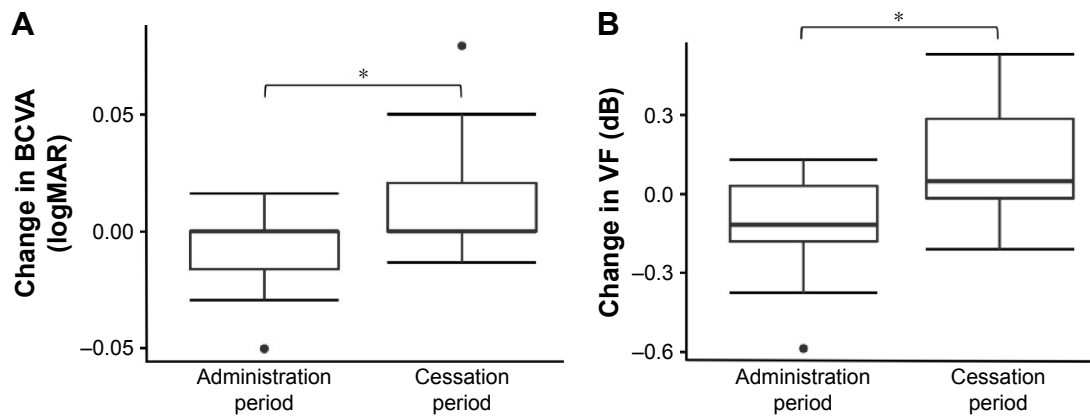 A
Change in BCVA
(logMAR)
0.05
0.00
–0.05
*
Administration
period
Cessation
period
B
Change in VF (dB)
0.3
0.0
–0.3
–0.6
*
Administration
period
Cessation
period